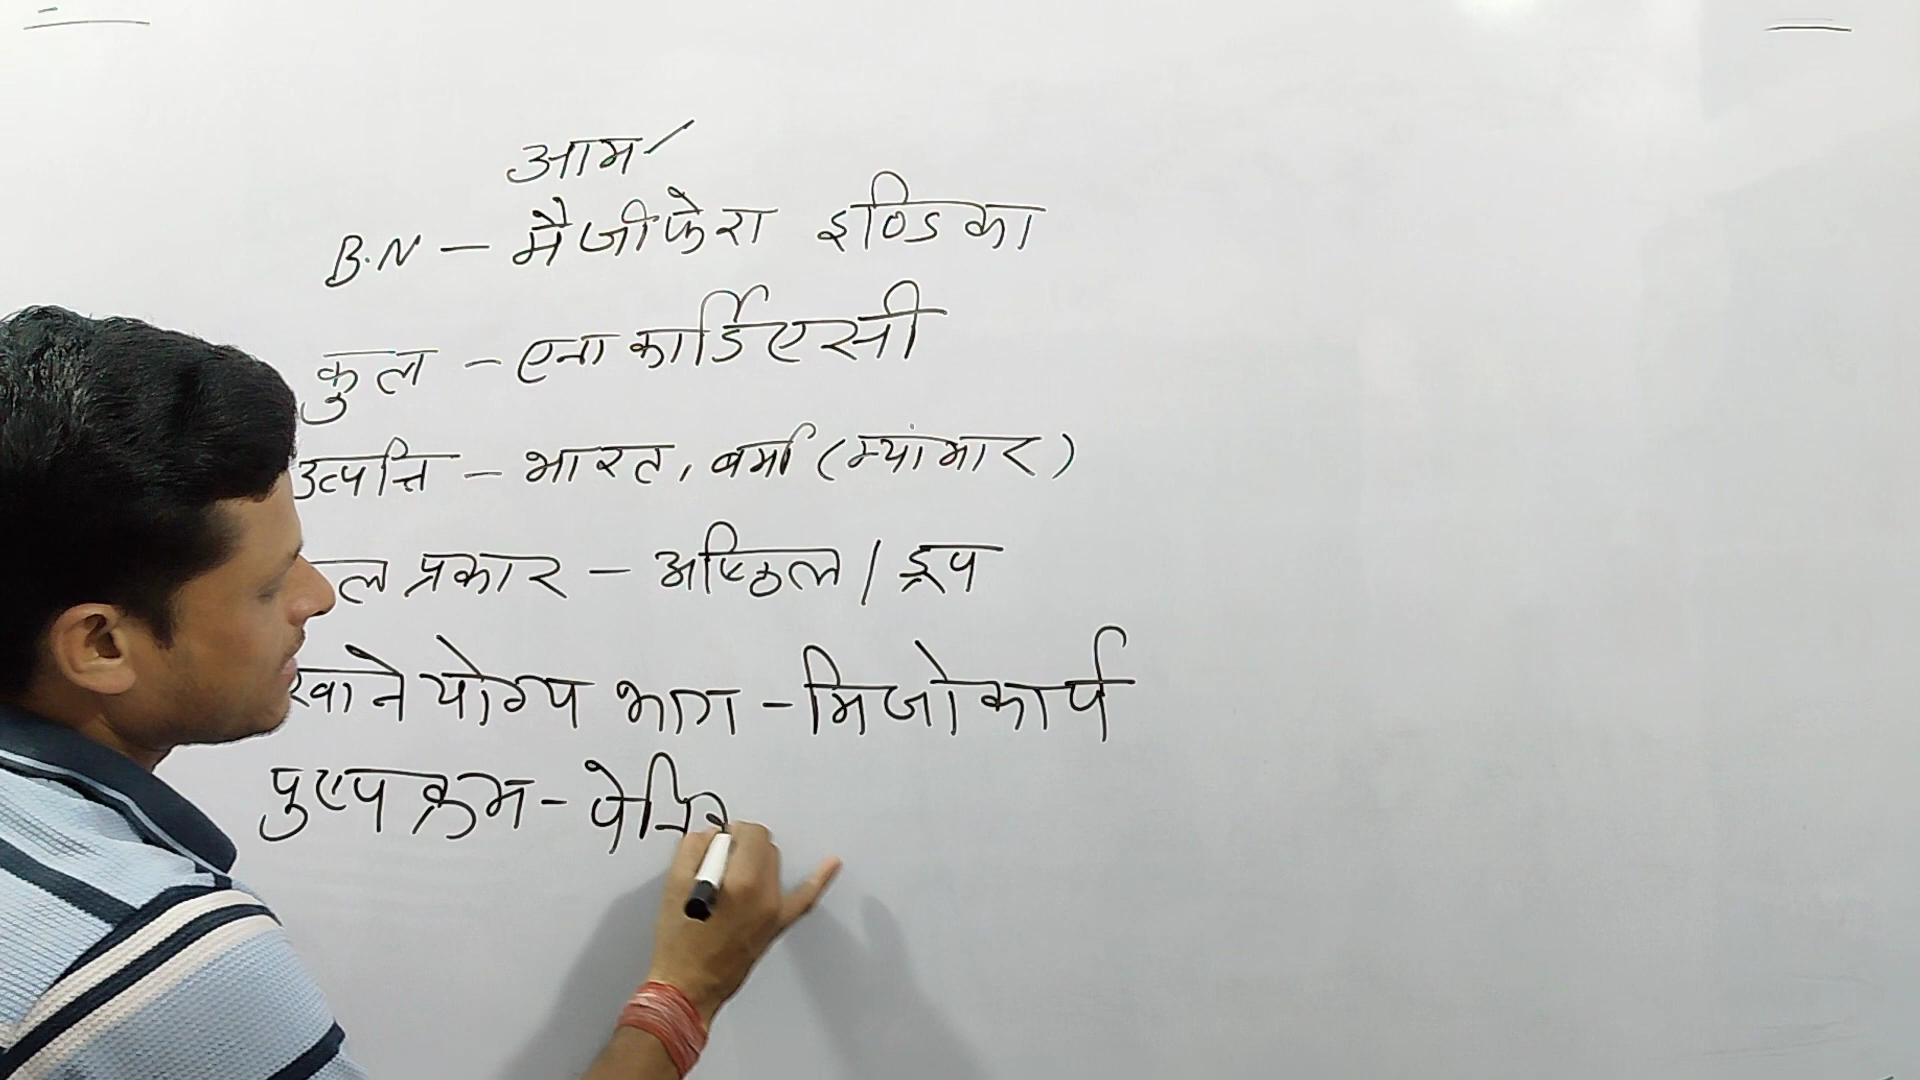 आम
B.N - मैजीफेरा इण्डिका
कुल - एनाकार्डिएसी
उत्पत्ति - भारत, बर्मा (म्यांमार)
प्रकार - अष्ठिल / ड्रूप
खाने योग्य भाग - मिजोकार्प
पुष्प क्रम -